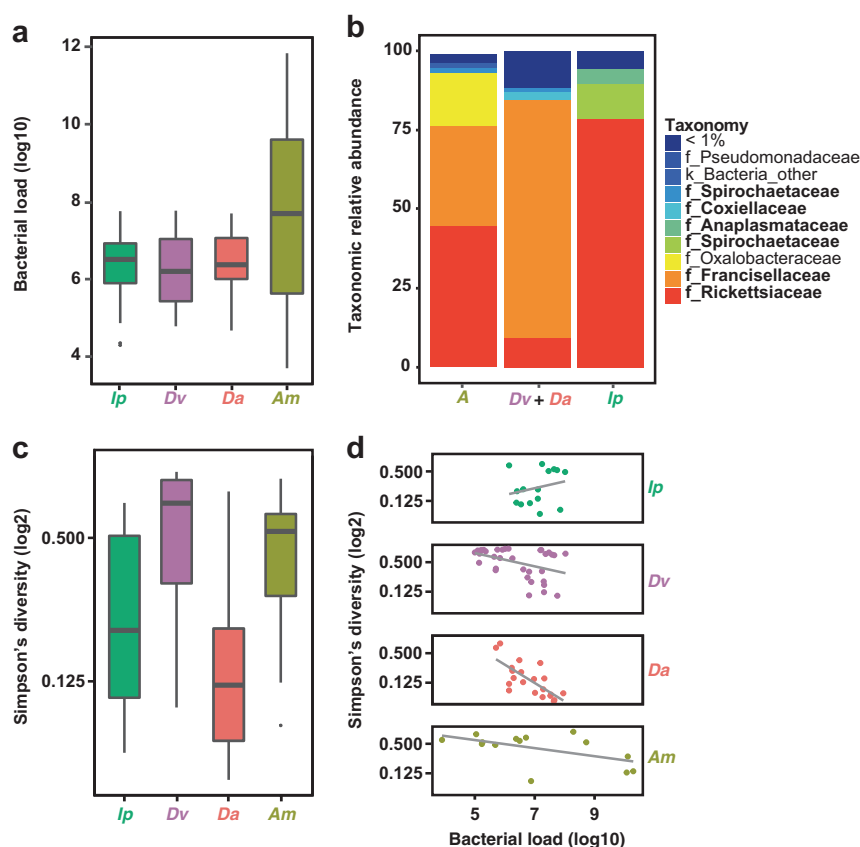 a
12
10
8
6
4
Bacterial load (log10)
Ip Dv Da Am
b
100
75
50
25
0
Taxonomic relative abundance
A Dv + Da Ip
Taxonomy
< 1%
f_Pseudomonadaceae
k_Bacteria_other
f_Spirochaetaceae
f_Coxiellaceae
f_Anaplasmataceae
f_Spirochaetaceae
f_Oxalobacteraceae
f_Francisellaceae
f_Rickettsiaceae
c
0.500
0.125
Simpson's diversity (log2)
Ip Dv Da Am
d
Simpson's diversity (log2)
0.500
0.125
Ip
0.500
0.125
Dv
0.500
0.125
Da
0.500
0.125
Am
5 7 9
Bacterial load (log10)